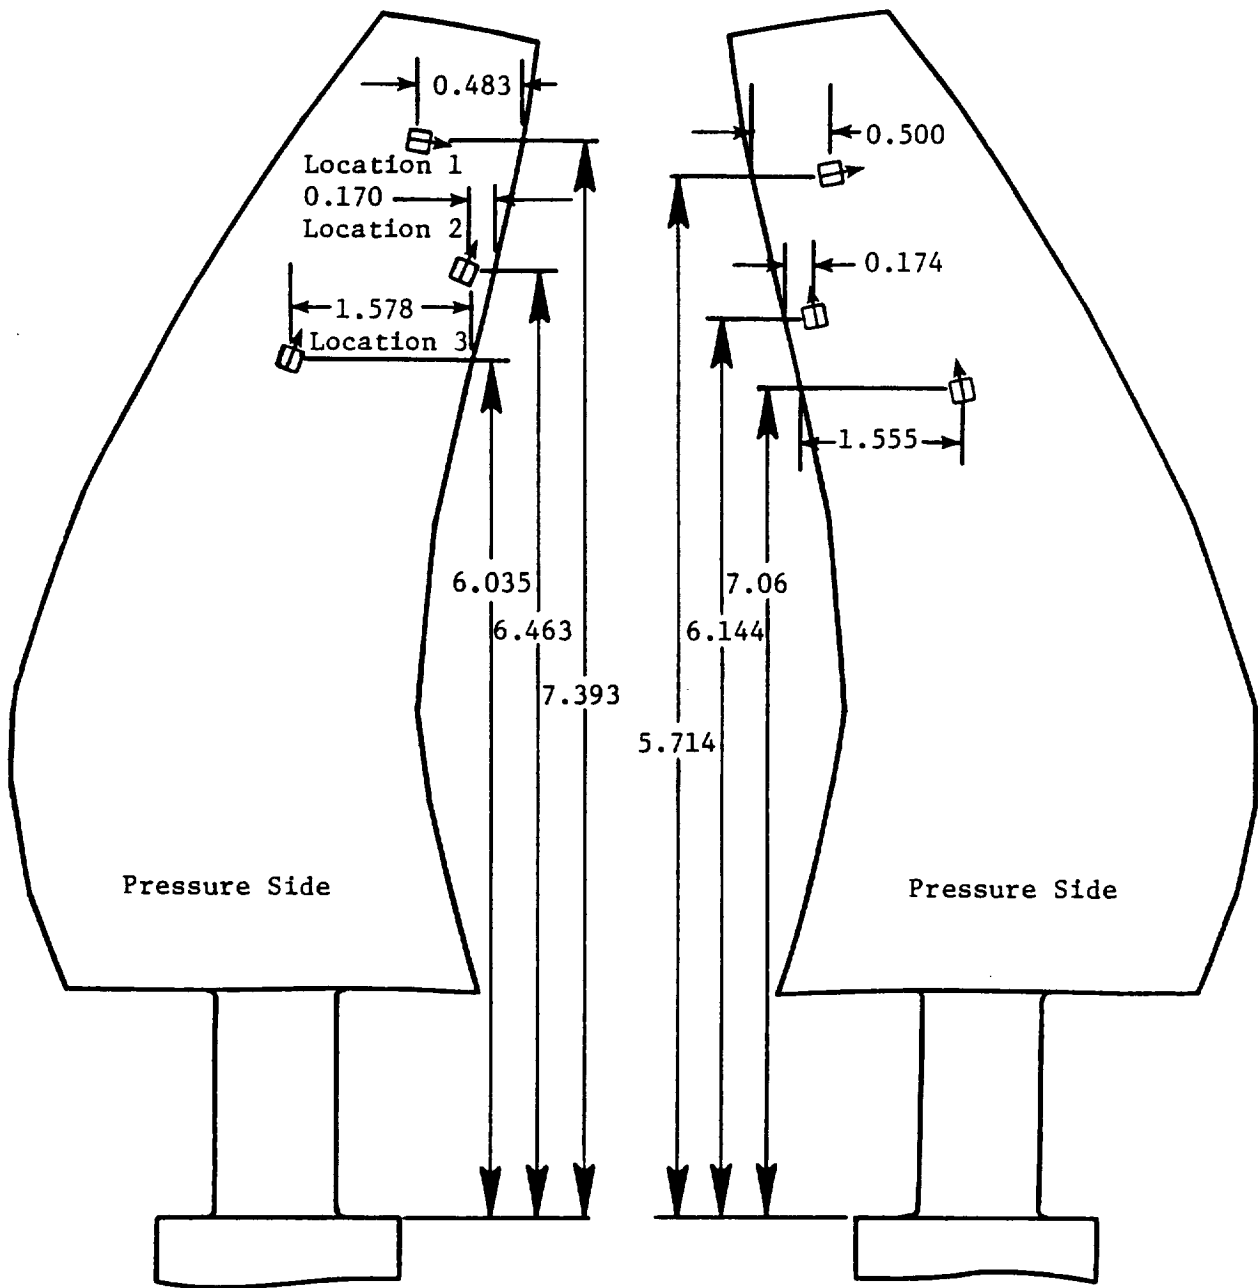 0.483
Location 1
0.170
Location 2
1.578
Location 3
6.035
6.463
7.393
Pressure Side
0.500
0.174
1.555
7.06
6.144
5.714
Pressure Side